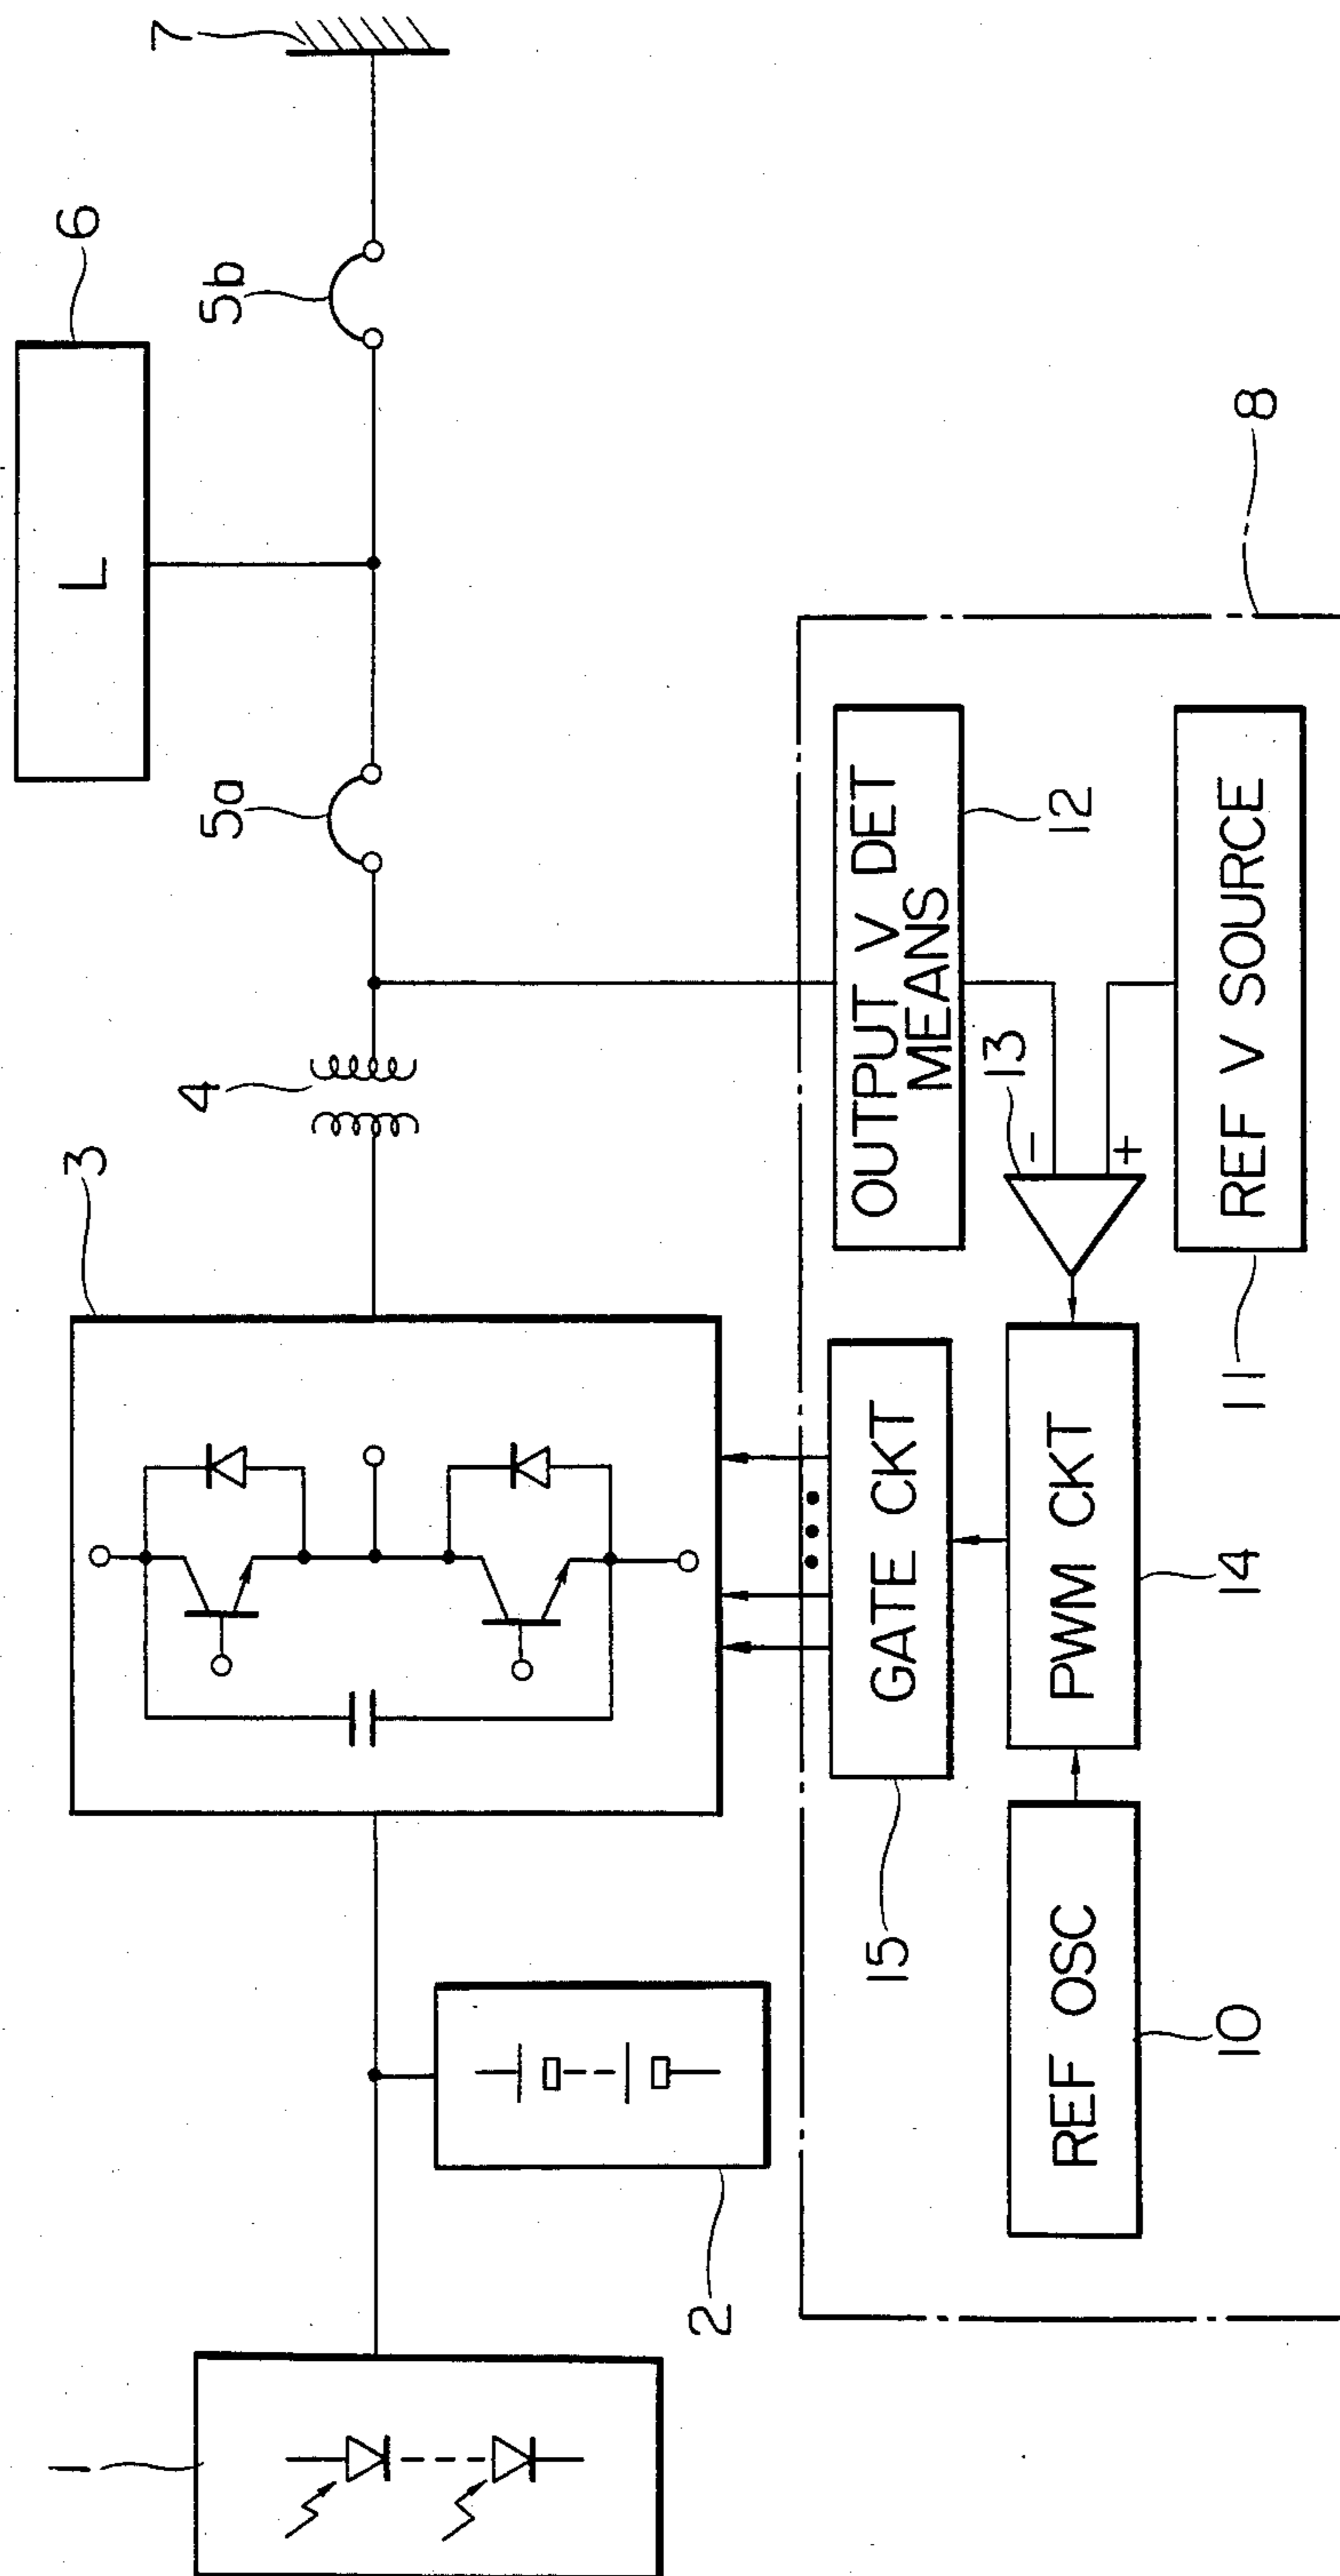 1
2
3
4
5a
5b
6
L
7
8
OUTPUT V DET
MEANS
12
13
-
+
REF V SOURCE
11
GATE CKT
15
PWM CKT
14
REF OSC
10